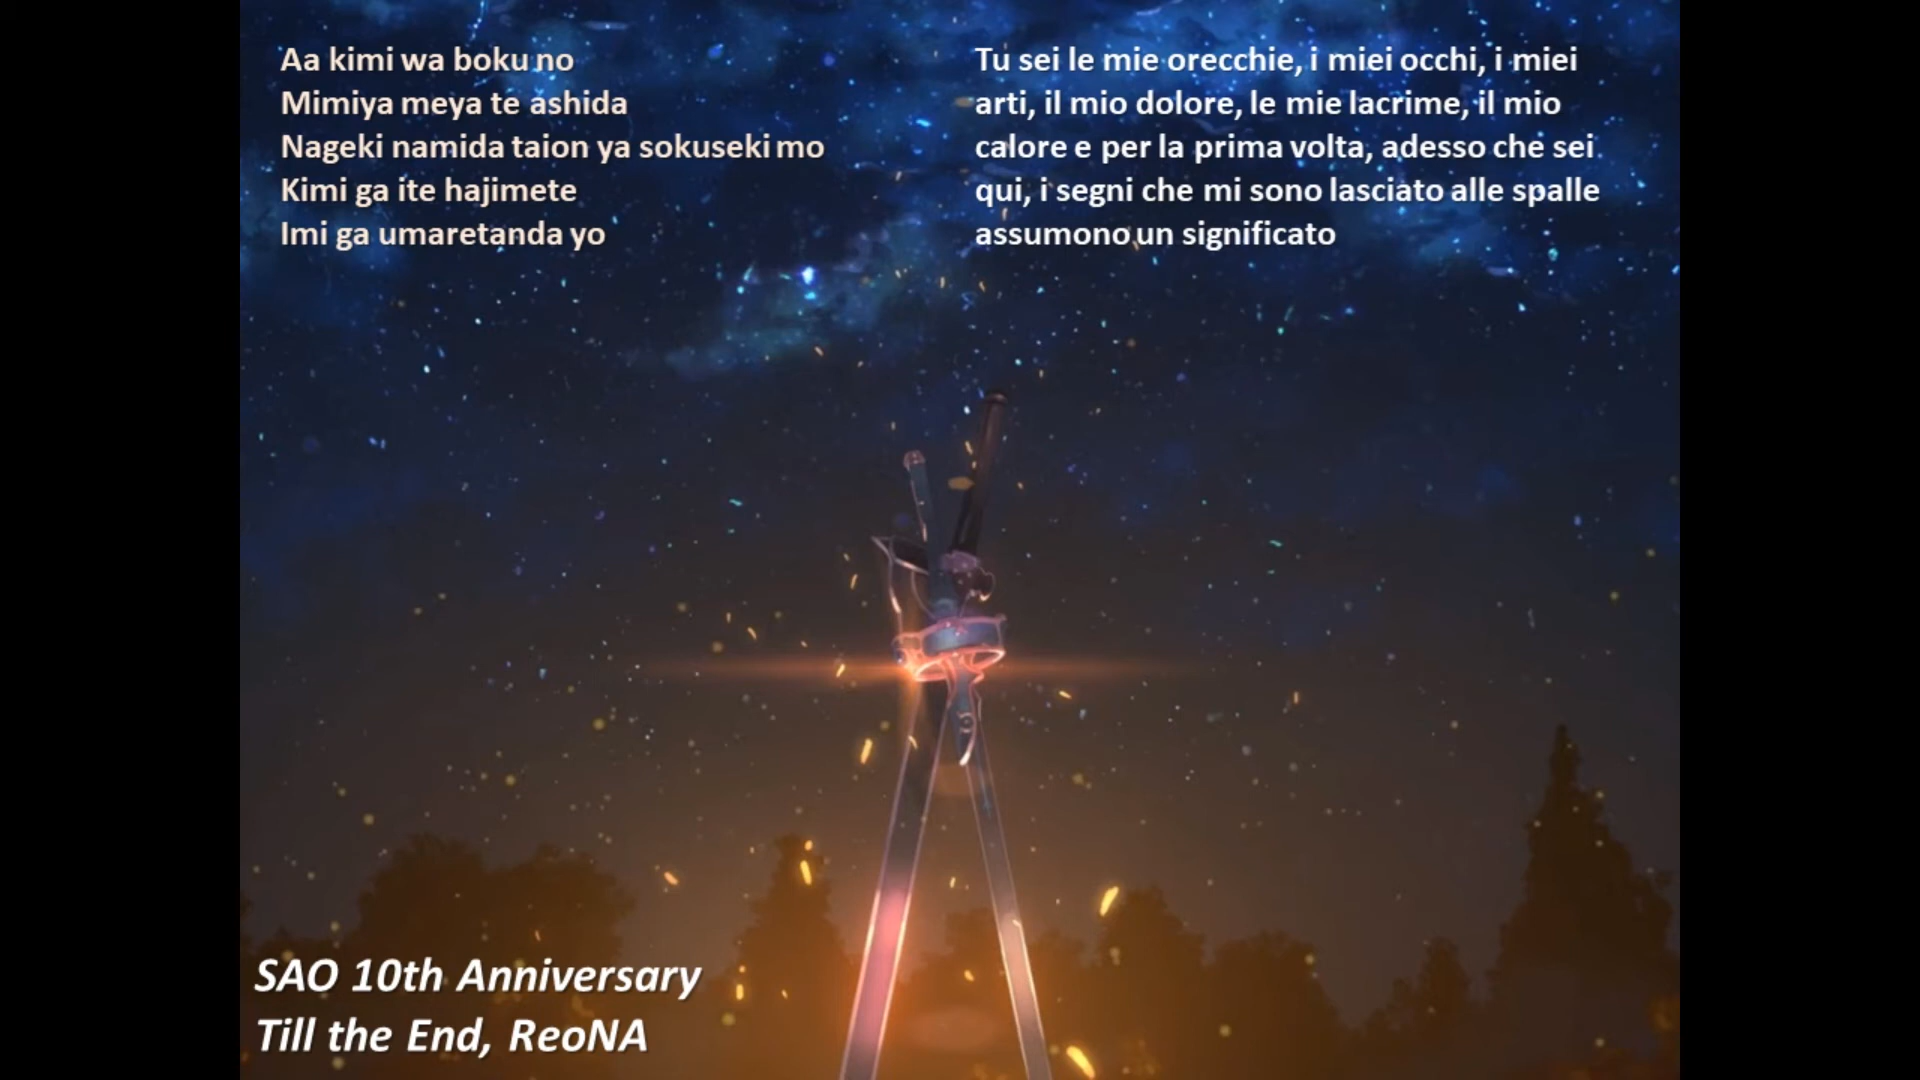 Aa kimi wa boku no
Mimiya meya te ashida
Nageki namida taion ya sokuseki mo
Kimi ga ite hajimete
Imi ga umaretanda yo
Tu sei le mie orecchie, i miei occhi, i miei
arti, il mio dolore, le mie lacrime, il mio
calore e per la prima volta, adesso che sei
qui, i segni che mi sono lasciato alle spalle
assumono un significato
SAO 10th Anniversary
Till the End, ReoNA